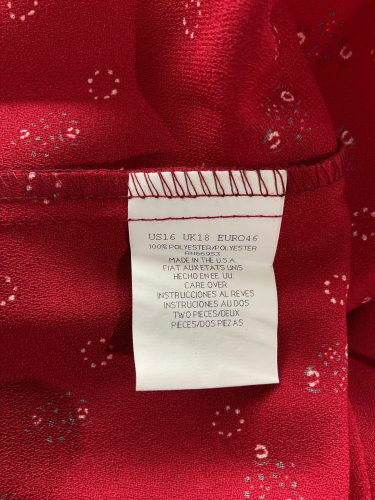 US16 UK18 EURO46
100% POLYESTER/POLYESTER
RN66953
MADE IN THE U.S.A.
FIAT AUX ETATS UNIS
HECHO EN EE. UU
CARE OVER
INSTRUCCIONES AL REVES
INSTRUCTIONS AU DOS
TWO PIECES/DEUX
PIECES/DOS PIEZAS